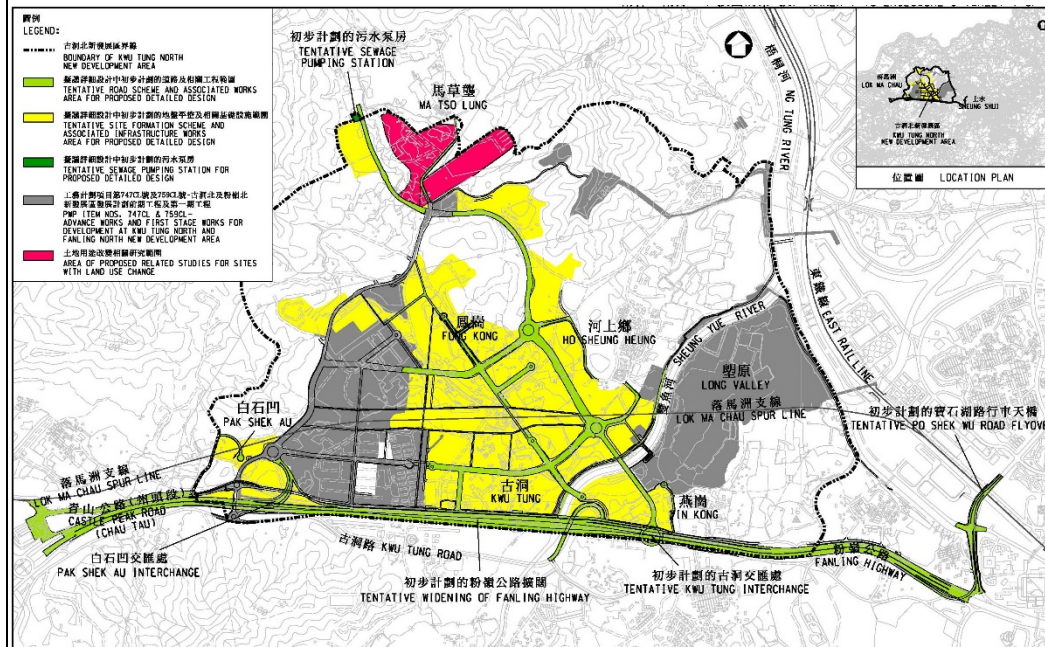 圖例
LEGEND:
古洞北新發展區界線
BOUNDARY OF KWU TUNG NORTH
NEW DEVELOPMENT AREA
擬議詳細設計中初步計劃的道路及相關工程範圍
TENTATIVE ROAD SCHEME AND ASSOCIATED WORKS
AREA FOR PROPOSED DETAILED DESIGN
擬議詳細設計中初步計劃的地盤平整及相關基礎設施範圍
TENTATIVE SITE FORMATION SCHEME AND
ASSOCIATED INFRASTRUCTURE WORKS
AREA FOR PROPOSED DETAILED DESIGN
擬議詳細設計中初步計劃的污水泵房
TENTATIVE SEWAGE PUMPING STATION FOR
PROPOSED DETAILED DESIGN
工務計劃項目第747CL號及759CL號-古洞北及粉嶺北
新發展區發展計劃前期工程及第一期工程
PWP ITEM NOS. 747CL & 759CL-
ADVANCE WORKS AND FIRST STAGE WORKS FOR
DEVELOPMENT AT KWU TUNG NORTH AND
FANLING NORTH NEW DEVELOPMENT AREA
土地用途改變相關研究範圍
AREA OF PROPOSED RELATED STUDIES FOR SITES
WITH LAND USE CHANGE
初步計劃的污水泵房
TENTATIVE SEWAGE
PUMPING STATION
馬草壟
MA TSO LUNG
梧桐河 NG TUNG RIVER
落馬洲
LOK MA CHAU
上水
SHEUNG SHUI
古洞北新發展區
KWU TUNG NORTH
NEW DEVELOPMENT AREA
位置圖 LOCATION PLAN
東鐵綫 EAST RAIL LINE
鳳崗
FUNG KONG
河上鄉
HO SHEUNG HEUNG
雙魚河 SHEUNG YUE RIVER
塱原
LONG VALLEY
落馬洲支線
LOK MA CHAU SPUR LINE
白石凹
PAK SHEK AU
初步計劃的寶石湖路行車天橋
TENTATIVE PO SHEK WU ROAD FLYOVER
落馬洲支線
LOK MA CHAU SPUR LINE
青山公路(洲頭段)
CASTLE PEAK ROAD
(CHAU TAU)
古洞
KWU TUNG
燕崗
YIN KONG
白石凹交匯處
PAK SHEK AU INTERCHANGE
古洞路 KWU TUNG ROAD
粉嶺公路
FANLING HIGHWAY
初步計劃的粉嶺公路擴闊
TENTATIVE WIDENING OF FANLING HIGHWAY
初步計劃的古洞交匯處
TENTATIVE KWU TUNG INTERCHANGE